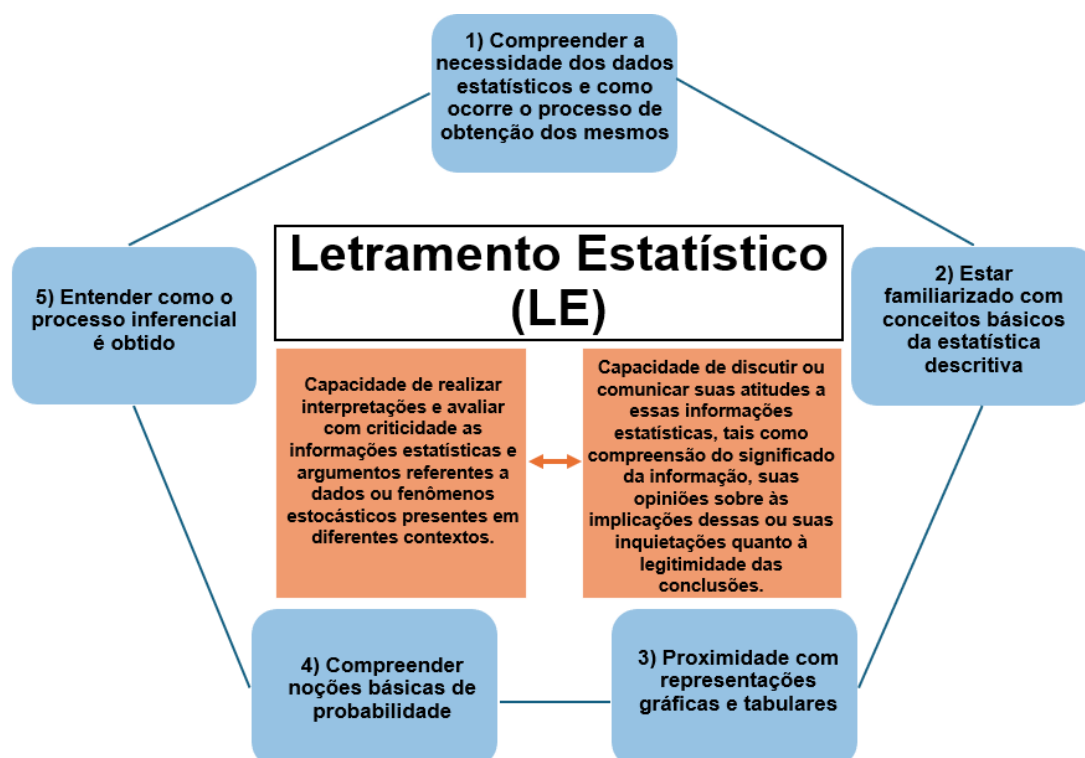 1) Compreender a
necessidade dos dados
estatísticos e como
ocorre o processo de
obtenção dos mesmos
Letramento Estatístico
(LE)
5) Entender como o
processo inferencial
é obtido
2) Estar
familiarizado com
conceitos básicos
da estatística
descritiva
Capacidade de realizar
interpretações e avaliar
com criticidade as
informações estatísticas e
argumentos referentes a
dados ou fenômenos
estocásticos presentes em
diferentes contextos.
Capacidade de discutir ou
comunicar suas atitudes a
essas informações
estatísticas, tais como
compreensão do significado
da informação, suas
opiniões sobre às
implicações dessas ou suas
inquietações quanto à
legitimidade das
conclusões.
4) Compreender
noções básicas de
probabilidade
3) Proximidade com
representações
gráficas e tabulares